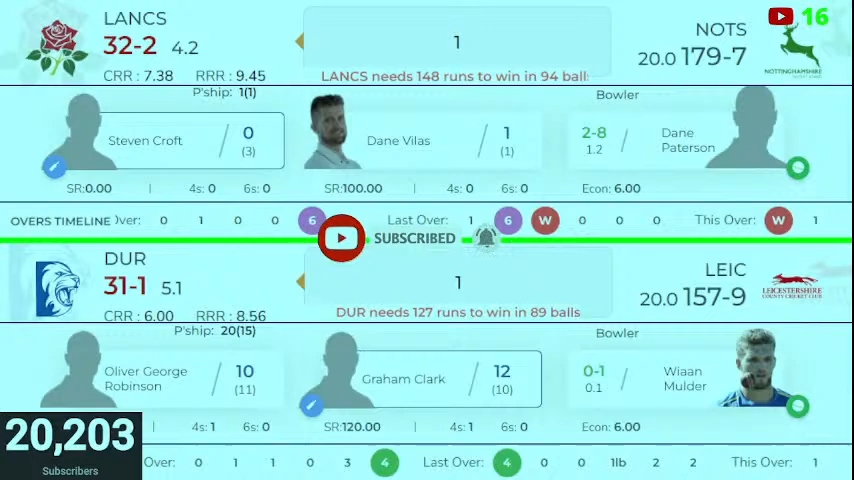 LANCS
32-2 4.2
CRR : 7.38 RRR : 9.45
1
LANCS needs 148 runs to win in 94 balls
16
NOTS
20.0 179-7
NOTTINGHAMSHIRE
P'ship: 1(1)
Steven Croft
0
(3)
Dane Vilas
1
(1)
Bowler
2-8
1.2
Dane
Paterson
SR:0.00 | 4s: 0 6s: 0
SR:100.00 | 4s: 0 6s: 0
Econ: 6.00
OVERS TIMELINE Over: 0 1 0 0 6 Last Over: 1 6 W 0 0 0 This Over: W 1
SUBSCRIBED
DUR
31-1 5.1
CRR : 6.00 RRR : 8.56
1
DUR needs 127 runs to win in 89 balls
LEIC
20.0 157-9
LEICESTERSHIRE
COUNTY CRICKET CLUB
P'ship: 20(15)
Oliver George
Robinson
10
(11)
Graham Clark
12
(10)
Bowler
0-1
0.1
Wiaan
Mulder
| 4s: 1 6s: 0
SR:120.00 | 4s: 1 6s: 0
Econ: 6.00
20,203
Subscribers
Over: 0 1 1 0 3 4 Last Over: 4 0 0 1lb 2 2 This Over: 1